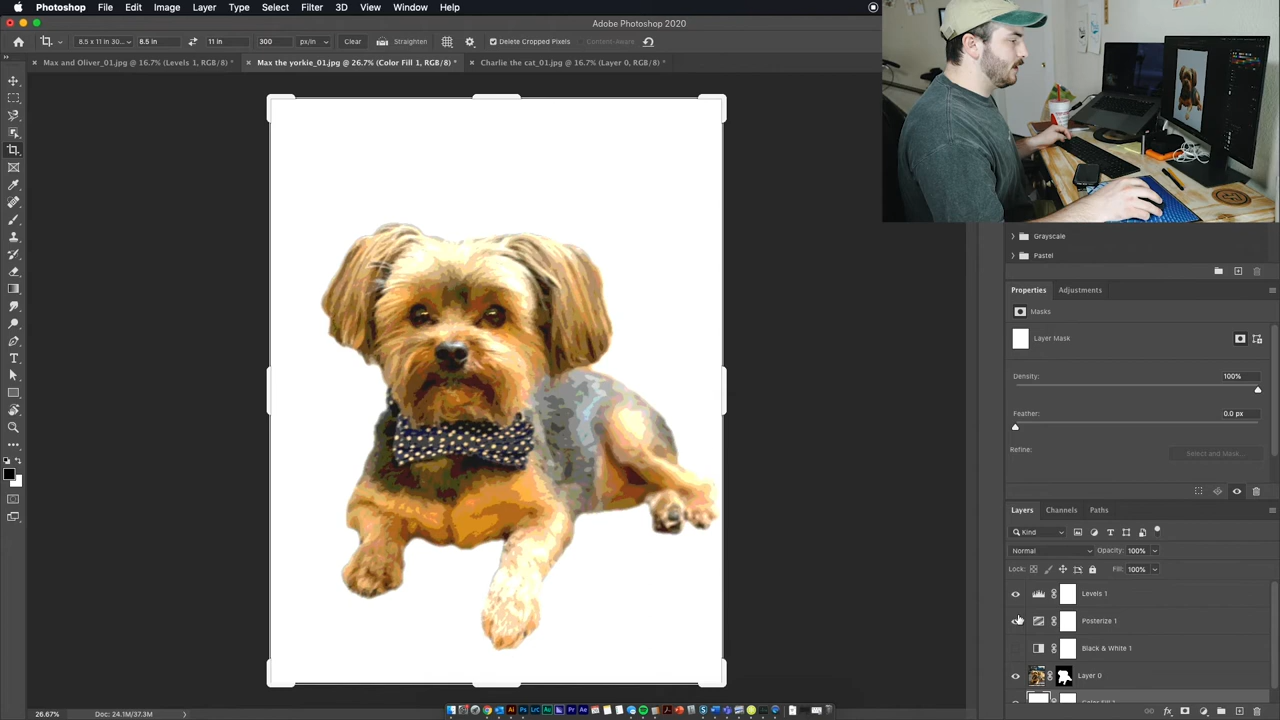 Photoshop File Edit Image Layer Type Select Filter 3D View Window Help
Adobe Photoshop 2020
8.5 x 11 in 30... 8.5 in 11 in 300 px/in Clear Straighten Delete Cropped Pixels Content-Aware
Max and Oliver_01.jpg @ 16.7% (Levels 1, RGB/8) * Max the yorkie_01.jpg @ 26.7% (Color Fill 1, RGB/8) * Charlie the cat_01.jpg @ 16.7% (Layer 0, RGB/8) *
Grayscale
Pastel
Properties Adjustments
Masks
Layer Mask
Density: 100%
Feather: 0.0 px
Refine: Select and Mask...
Layers Channels Paths
Kind
Normal Opacity: 100%
Lock: Fill: 100%
Levels 1
Posterize 1
Black & White 1
Layer 0
Color Fill 1
26.67% Doc: 24.1M/37.3M